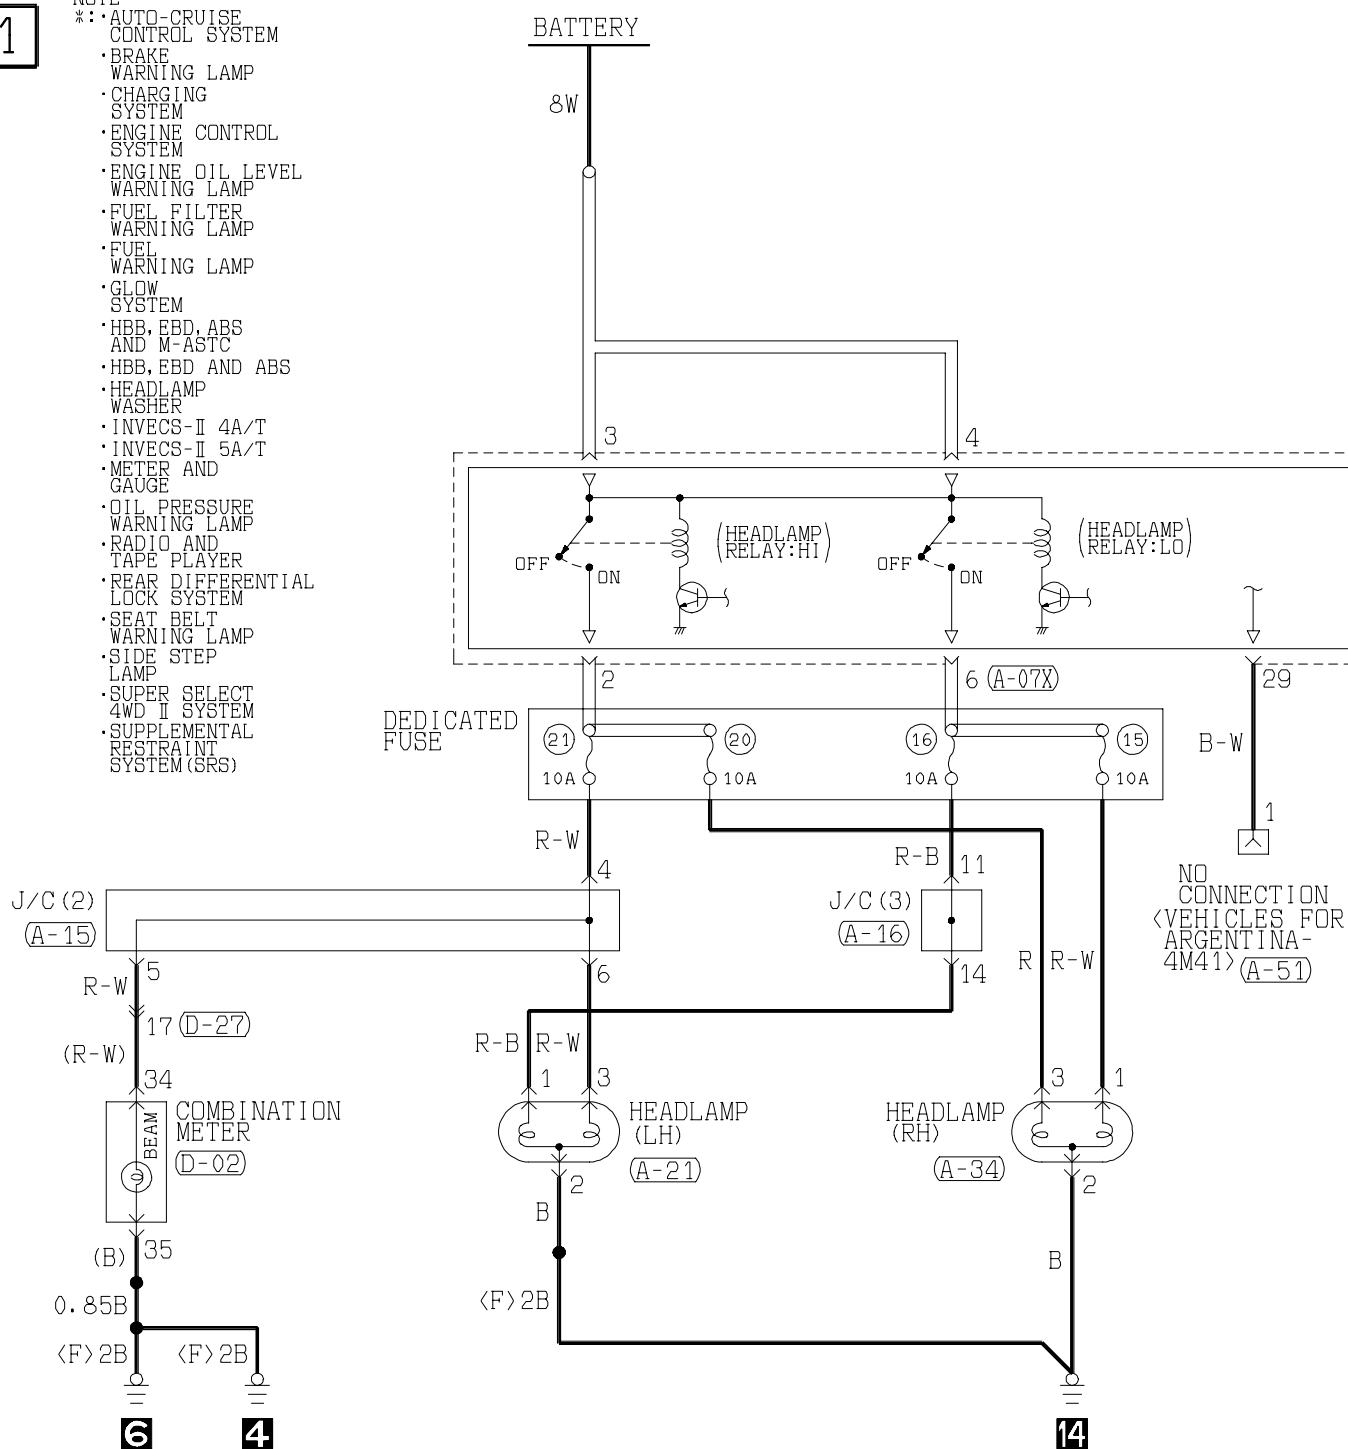 1
NOTE
*:·AUTO-CRUISE
CONTROL SYSTEM
·BRAKE
WARNING LAMP
·CHARGING
SYSTEM
·ENGINE CONTROL
SYSTEM
·ENGINE OIL LEVEL
WARNING LAMP
·FUEL FILTER
WARNING LAMP
·FUEL
WARNING LAMP
·GLOW
SYSTEM
·HBB,EBD,ABS
AND M-ASTC
·HBB,EBD AND ABS
·HEADLAMP
WASHER
·INVECS-Ⅱ 4A/T
·INVECS-Ⅱ 5A/T
·METER AND
GAUGE
·OIL PRESSURE
WARNING LAMP
·RADIO AND
TAPE PLAYER
·REAR DIFFERENTIAL
LOCK SYSTEM
·SEAT BELT
WARNING LAMP
·SIDE STEP
LAMP
·SUPER SELECT
4WD Ⅱ SYSTEM
·SUPPLEMENTAL
RESTRAINT
SYSTEM(SRS)
BATTERY
8W
3
4
OFF
ON
(HEADLAMP
RELAY:HI)
OFF
ON
(HEADLAMP
RELAY:LO)
2
6 (A-07X)
29
DEDICATED
FUSE
21
20
16
15
10A
10A
10A
10A
B-W
1
NO
CONNECTION
<VEHICLES FOR
ARGENTINA-
4M41> (A-51)
R-W
4
R-B
11
J/C(2)
(A-15)
J/C(3)
(A-16)
5
6
14
R-W
17 (D-27)
(R-W)
R
R-W
R-B
R-W
34
1
3
3
1
COMBINATION
METER
(D-02)
BEAM
HEADLAMP
(LH)
(A-21)
HEADLAMP
(RH)
(A-34)
2
2
B
B
35
(B)
0.85B
<F>2B
<F>2B
<F>2B
6
4
14